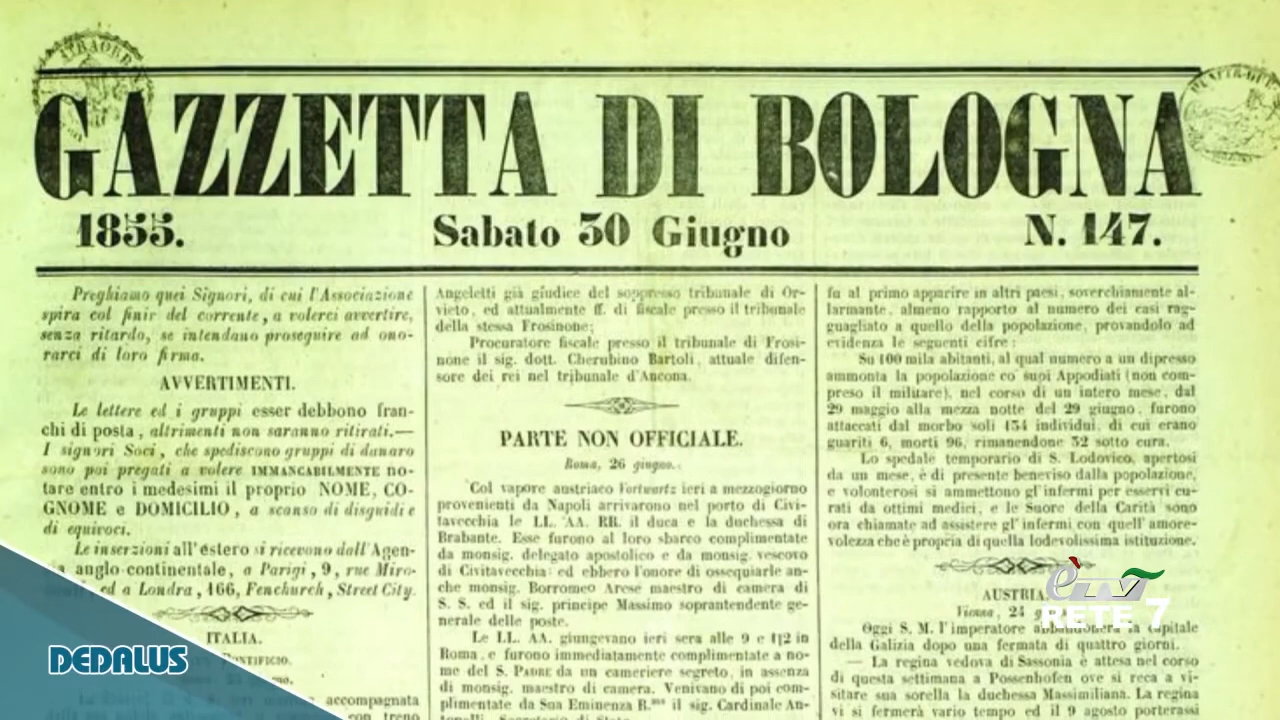 GAZZETTA DI BOLOGNA
1855.
Sabato 30 Giugno
N. 147.
Preghiamo quei Signori, di cui l'Associazione
spira col finir del corrente, a volerci avvertire,
senza ritardo, se intendano proseguire ad ono-
rarci di loro firma.
AVVERTIMENTI.
Le lettere ed i gruppi esser debbono fran-
chi di posta, altrimenti non saranno ritirati.—
I signori Soci, che spediscono gruppi di danaro
sono poi pregati a volere IMMANCABILMENTE no-
tare entro i medesimi il proprio NOME, CO-
GNOME e DOMICILIO, a scanso di disguidi e
di equivoci.
Le inserzioni all'éstero si ricevono dall'Agen-
anglo-continentale, a Parigi, 9, rue Miro-
ed a Londra, 166, Fenchurch, Street City.
ITALIA.
PONTIFICIO.
accompagnata
con treno
Angeletti già giudice del soppresso tribunale di Or-
vieto, ed attualmente ff. di fiscale presso il tribunale
della stessa Frosinone;
Procuratore fiscale presso il tribunale di Frosi-
none il sig. dott. Cherubino Bartoli, attuale difen-
sore dei rei nel tribunale d'Ancona.
PARTE NON OFFICIALE.
Roma, 26 giugno.
Col vapore austriaco Vortwartz ieri a mezzogiorno
provenienti da Napoli arrivarono nel porto di Civi-
tavecchia le LL. AA. RR. il duca e la duchessa di
Brabante. Esse furono al loro sbarco complimentate
da monsig. delegato apostolico e da monsig. vescovo
di Civitavecchia: ed ebbero l'onore di ossequiarle an-
che monsig. Borromeo Arese maestro di camera di
S. S. ed il sig. principe Massimo soprantendente ge-
nerale delle poste.
Le LL. AA. giungevano ieri sera alle 9 e 1|2 in
Roma, e furono immediatamente complimentate a no-
me del S. PADRE da un cameriere segreto, in assenza
di monsig. maestro di camera. Venivano di poi com-
plimentate da Sua Eminenza R.ma il sig. Cardinale An-
tonelli, Segretario di Stato
fu al primo apparire in altri paesi, soverchiamente al-
larmante, almeno rapporto al numero dei casi rag-
guagliato a quello della popolazione, provandolo ad
evidenza le seguenti cifre:
Su 100 mila abitanti, al qual numero a un dipresso
ammonta la popolazione co' suoi Appodiati (non com-
preso il militare), nel corso di un intero mese, dal
29 maggio alla mezza notte del 29 giugno, furono
attaccati dal morbo soli 134 individui, di cui erano
guariti 6, morti 96, rimanendone 32 sotto cura.
Lo spedale temporario di S. Lodovico, apertosi
da un mese, è di presente beneviso dalla popolazione,
e volonterosi si ammettono gl'infermi per esservi cu-
rati da ottimi medici, e le Suore della Carità sono
ora chiamate ad assistere gl'infermi con quell'amore-
volezza che è propria di quella lodevolissima istituzione.
AUSTRIA.
Vienna, 24
Oggi S. M. l'imperatore abbandonerà la capitale
della Galizia dopo una fermata di quattro giorni.
— La regina vedova di Sassonia è attesa nel corso
di questa settimana a Possenhofen ove si reca a vi-
sitare sua sorella la duchessa Massimiliana. La regina
vi si fermerà vario tempo ed il 9 agosto porterassi
è tv
RETE 7
DEDALUS